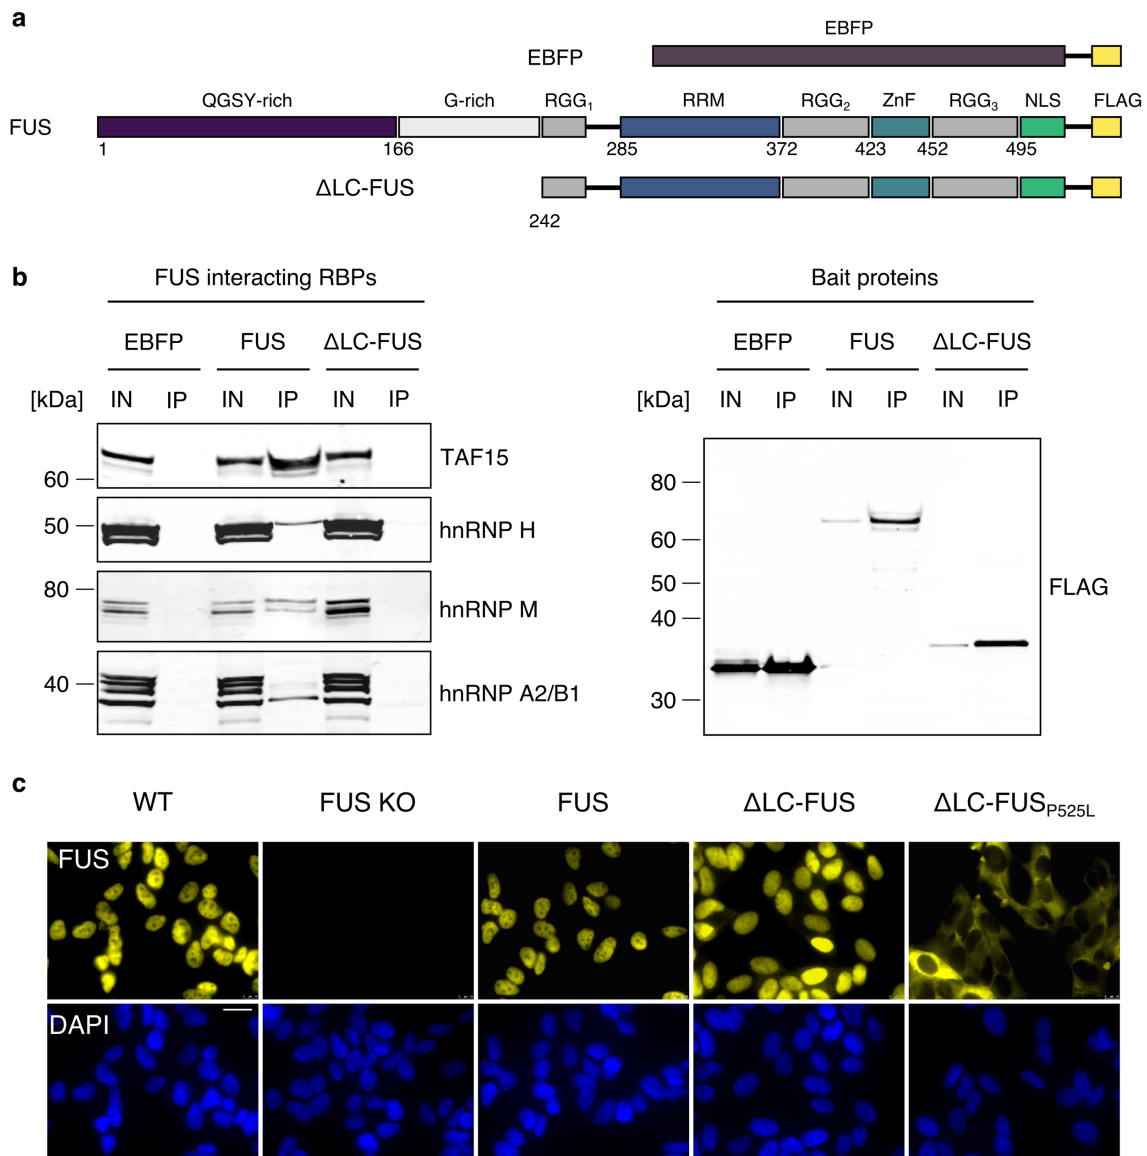 a
EBFP
EBFP
QGSY-rich G-rich RGG₁ RRM RGG₂ ZnF RGG₃ NLS FLAG
FUS
1 166 285 372 423 452 495
ΔLC-FUS
242
b
FUS interacting RBPs
Bait proteins
EBFP FUS ΔLC-FUS
EBFP FUS ΔLC-FUS
[kDa] IN IP IN IP IN IP
[kDa] IN IP IN IP IN IP
60
TAF15
50
hnRNP H
80
hnRNP M
40
hnRNP A2/B1
80
60
50
40
30
FLAG
c
WT FUS KO FUS ΔLC-FUS ΔLC-FUS P525L
FUS
DAPI